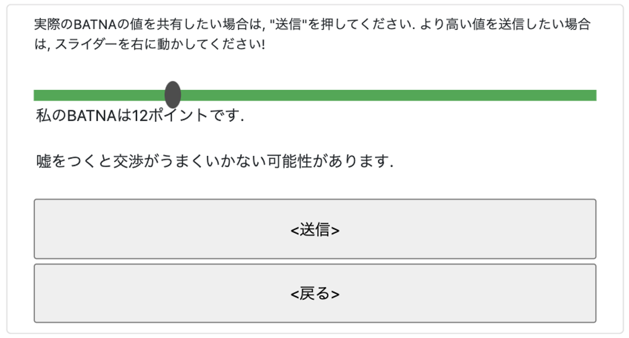 実際のBATNAの値を共有したい場合は, "送信"を押してください. より高い値を送信したい場合
は, スライダーを右に動かしてください!
私のBATNAは12ポイントです.
嘘をつくと交渉がうまくいかない可能性があります.
<送信>
<戻る>